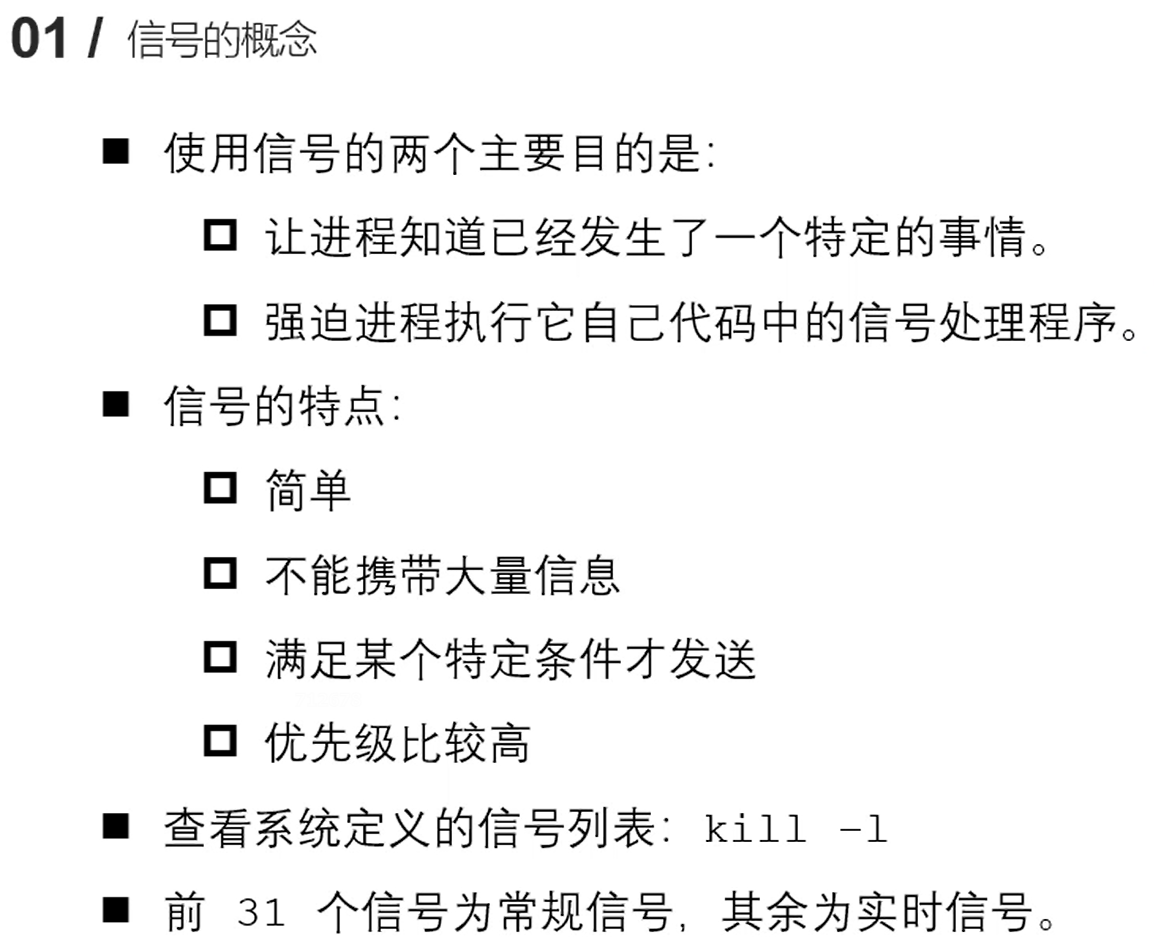 01 / 信号的概念
■ 使用信号的两个主要目的是：
□ 让进程知道已经发生了一个特定的事情。
□ 强迫进程执行它自己代码中的信号处理程序。
■ 信号的特点：
□ 简单
□ 不能携带大量信息
□ 满足某个特定条件才发送
□ 优先级比较高
■ 查看系统定义的信号列表：kill –l
■ 前 31 个信号为常规信号，其余为实时信号。